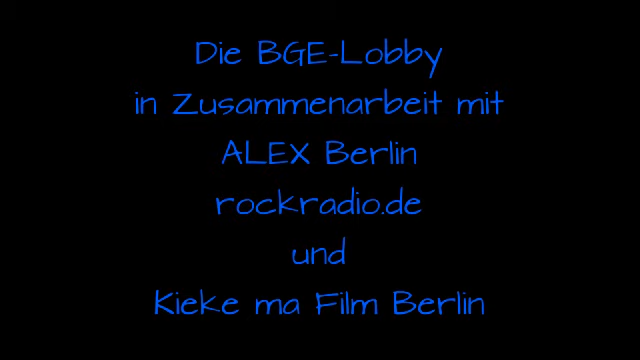 Die BGE-Lobby
in Zusammenarbeit mit
ALEX Berlin
rockradio.de
und
Kieke ma Film Berlin